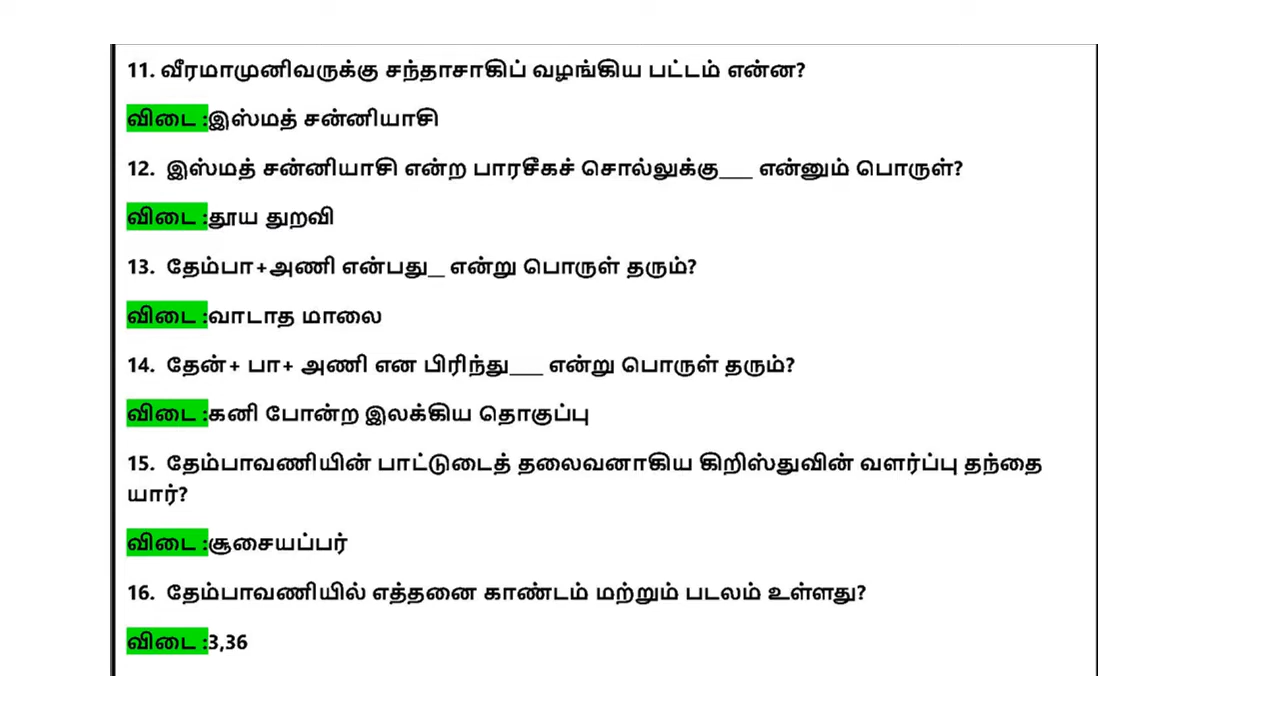 11. வீரமாமுனிவருக்கு சந்தாசாகிப் வழங்கிய பட்டம் என்ன?
விடை :இஸ்மத் சன்னியாசி
12. இஸ்மத் சன்னியாசி என்ற பாரசீகச் சொல்லுக்கு___ என்னும் பொருள்?
விடை :தூய துறவி
13. தேம்பா+அணி என்பது__ என்று பொருள் தரும்?
விடை :வாடாத மாலை
14. தேன்+ பா+ அணி என பிரிந்து___ என்று பொருள் தரும்?
விடை :கனி போன்ற இலக்கிய தொகுப்பு
15. தேம்பாவணியின் பாட்டுடைத் தலைவனாகிய கிறிஸ்துவின் வளர்ப்பு தந்தை
யார்?
விடை :சூசையப்பர்
16. தேம்பாவணியில் எத்தனை காண்டம் மற்றும் படலம் உள்ளது?
விடை :3,36